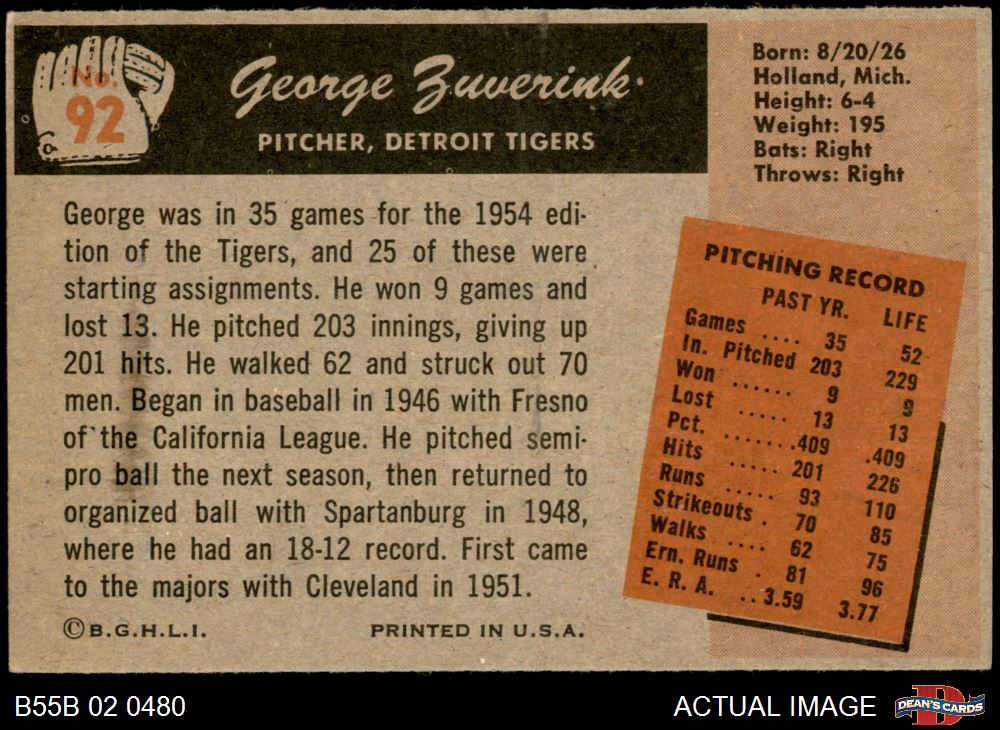 No.
92
George Zuverink
PITCHER, DETROIT TIGERS
Born: 8/20/26
Holland, Mich.
Height: 6-4
Weight: 195
Bats: Right
Throws: Right
George was in 35 games for the 1954 edi-
tion of the Tigers, and 25 of these were
starting assignments. He won 9 games and
lost 13. He pitched 203 innings, giving up
201 hits. He walked 62 and struck out 70
men. Began in baseball in 1946 with Fresno
of the California League. He pitched semi-
pro ball the next season, then returned to
organized ball with Spartanburg in 1948,
where he had an 18-12 record. First came
to the majors with Cleveland in 1951.
©B.G.H.L.I. PRINTED IN U.S.A.
PITCHING RECORD
PAST YR. LIFE
Games .... 35 52
In. Pitched 203 229
Won ...... 9 9
Lost ..... 13 13
Pct. ....... .409 .409
Hits ..... 201 226
Runs ..... 93 110
Strikeouts . 70 85
Walks .... 62 75
Ern. Runs . 81 96
E. R. A. .. 3.59 3.77
B55B 02 0480
ACTUAL IMAGE
DEAN'S CARDS